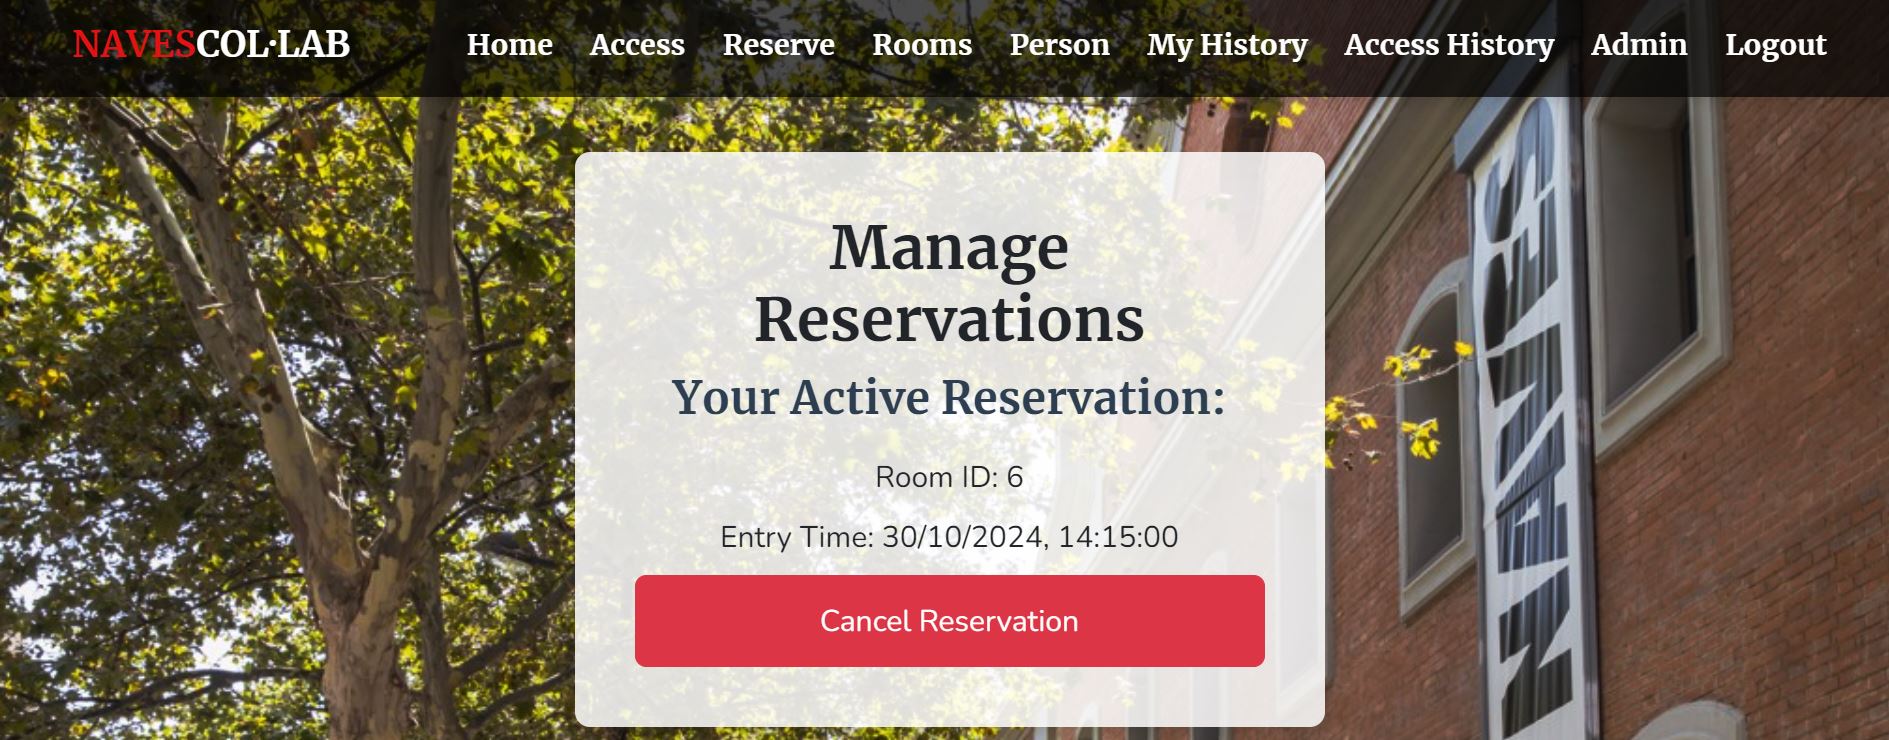 NAVESCOL·LAB Home Access Reserve Rooms Person My History Access History Admin Logout
Manage
Reservations
Your Active Reservation:
Room ID: 6
Entry Time: 30/10/2024, 14:15:00
Cancel Reservation